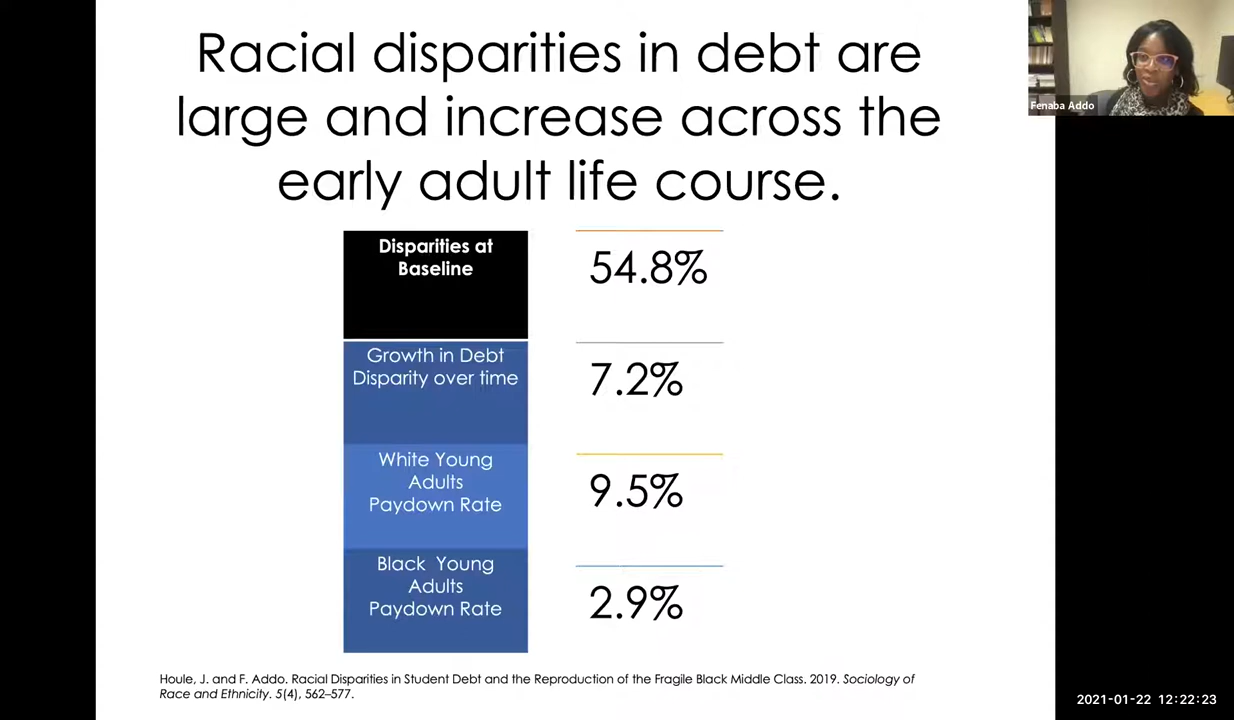 Racial disparities in debt are
large and increase across the
early adult life course.
Fenaba Addo
Disparities at
Baseline
54.8%
Growth in Debt
Disparity over time
7.2%
White Young
Adults
Paydown Rate
9.5%
Black Young
Adults
Paydown Rate
2.9%
Houle, J. and F. Addo. Racial Disparities in Student Debt and the Reproduction of the Fragile Black Middle Class. 2019. Sociology of
Race and Ethnicity. 5(4), 562–577.
2021-01-22 12:22:23